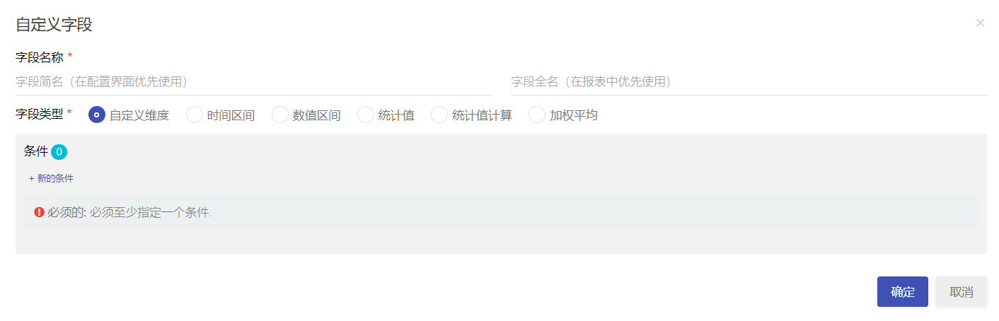 自定义字段 ×
字段名称 *
字段简名（在配置界面优先使用） 字段全名（在报表中优先使用）
字段类型 * 自定义维度 时间区间 数值区间 统计值 统计值计算 加权平均
条件 0
+ 新的条件
必须的: 必须至少指定一个条件.
确定 取消